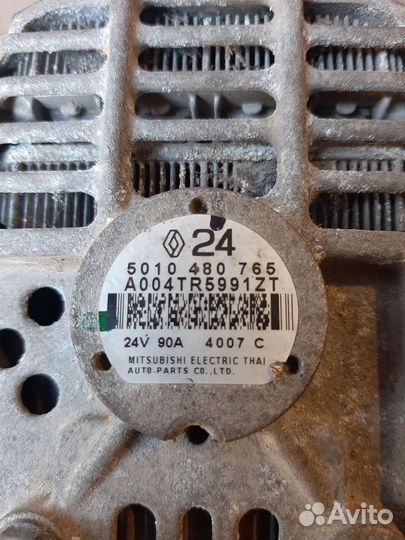 24
5010 480 765
A004TR5991ZT
24V 90A 4007 C
MITSUBISHI ELECTRIC THAI
AUTO-PARTS CO.,LTD.
Avito